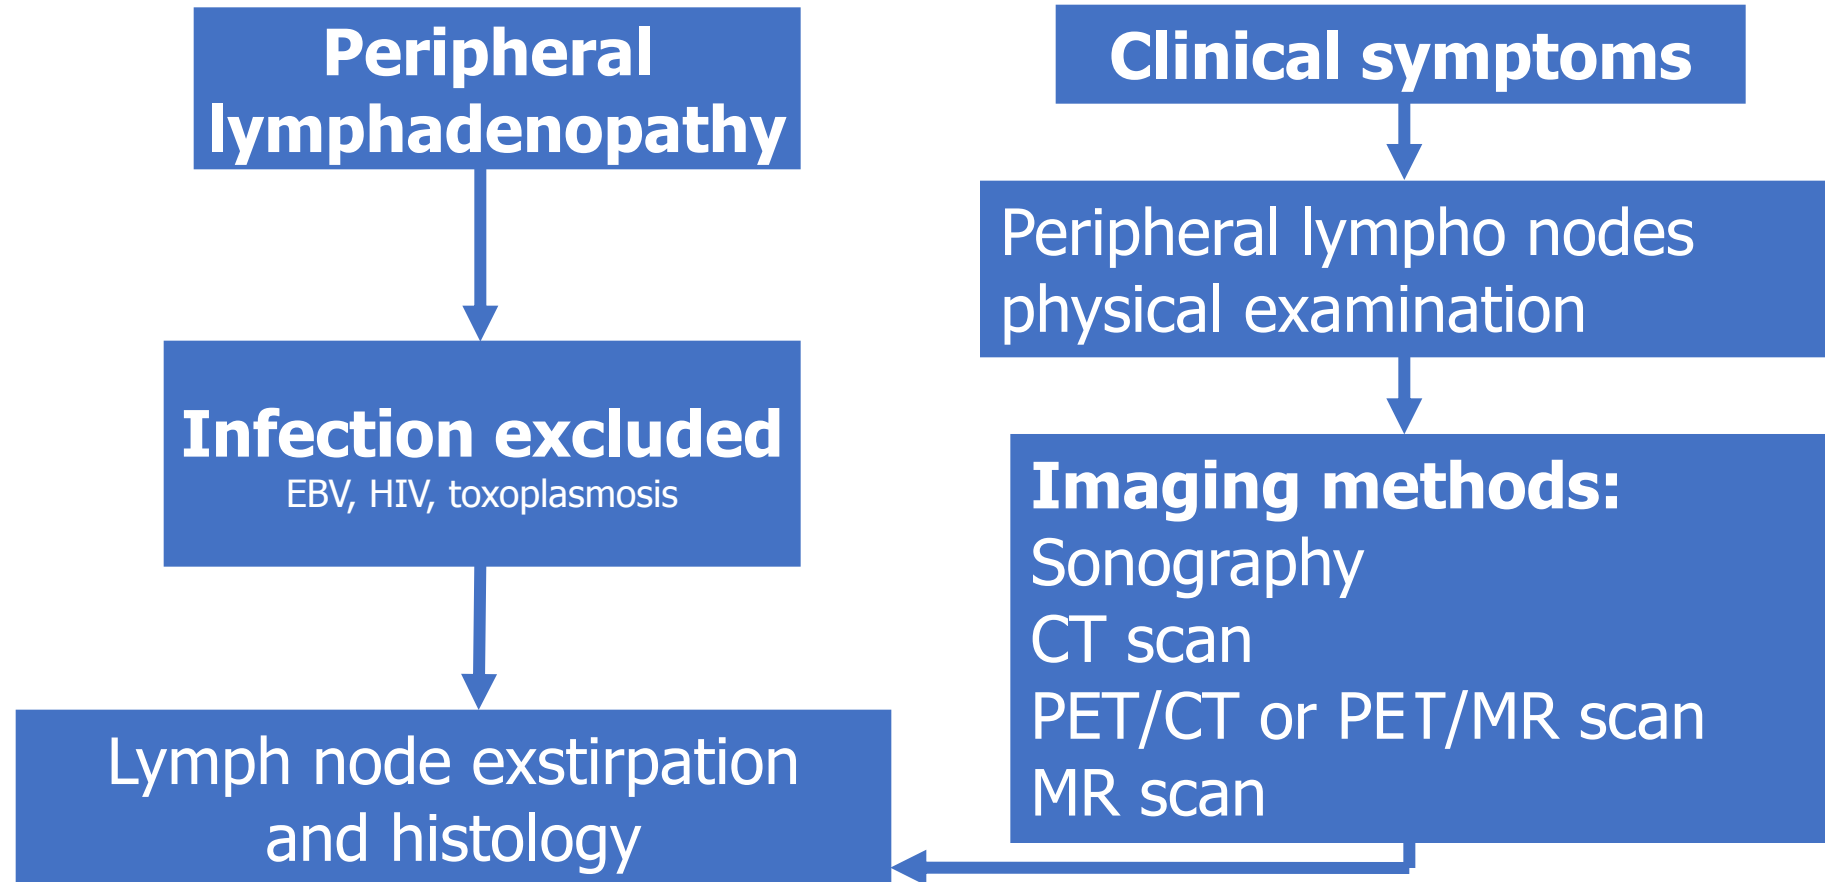 Peripheral
lymphadenopathy
Infection excluded
EBV, HIV, toxoplasmosis
Lymph node exstirpation
and histology
Clinical symptoms
Peripheral lympho nodes
physical examination
Imaging methods:
Sonography
CT scan
PET/CT or PET/MR scan
MR scan